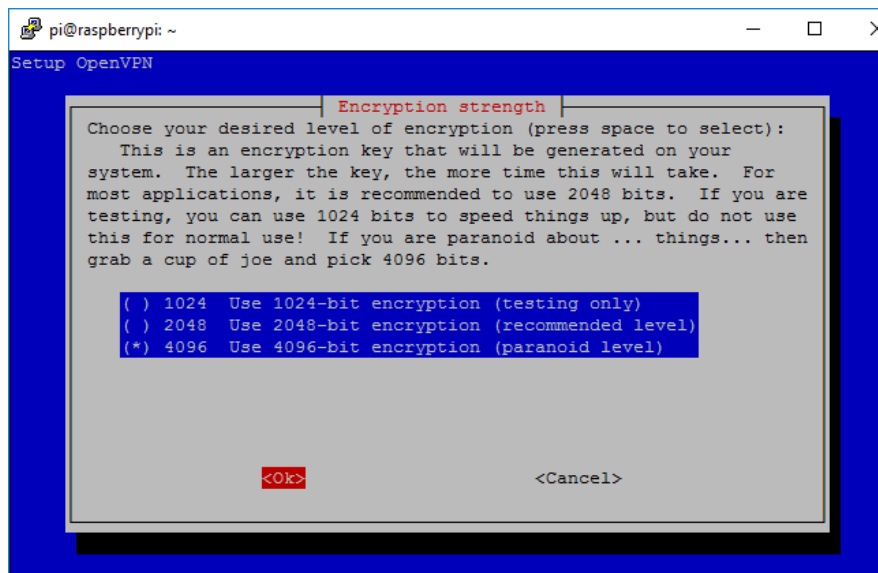 pi@raspberrypi: ~
Setup OpenVPN
Encryption strength
Choose your desired level of encryption (press space to select):
This is an encryption key that will be generated on your
system.  The larger the key, the more time this will take.  For
most applications, it is recommended to use 2048 bits.  If you are
testing, you can use 1024 bits to speed things up, but do not use
this for normal use!  If you are paranoid about ... things... then
grab a cup of joe and pick 4096 bits.
( ) 1024  Use 1024-bit encryption (testing only)
( ) 2048  Use 2048-bit encryption (recommended level)
(*) 4096  Use 4096-bit encryption (paranoid level)
<Ok> <Cancel>